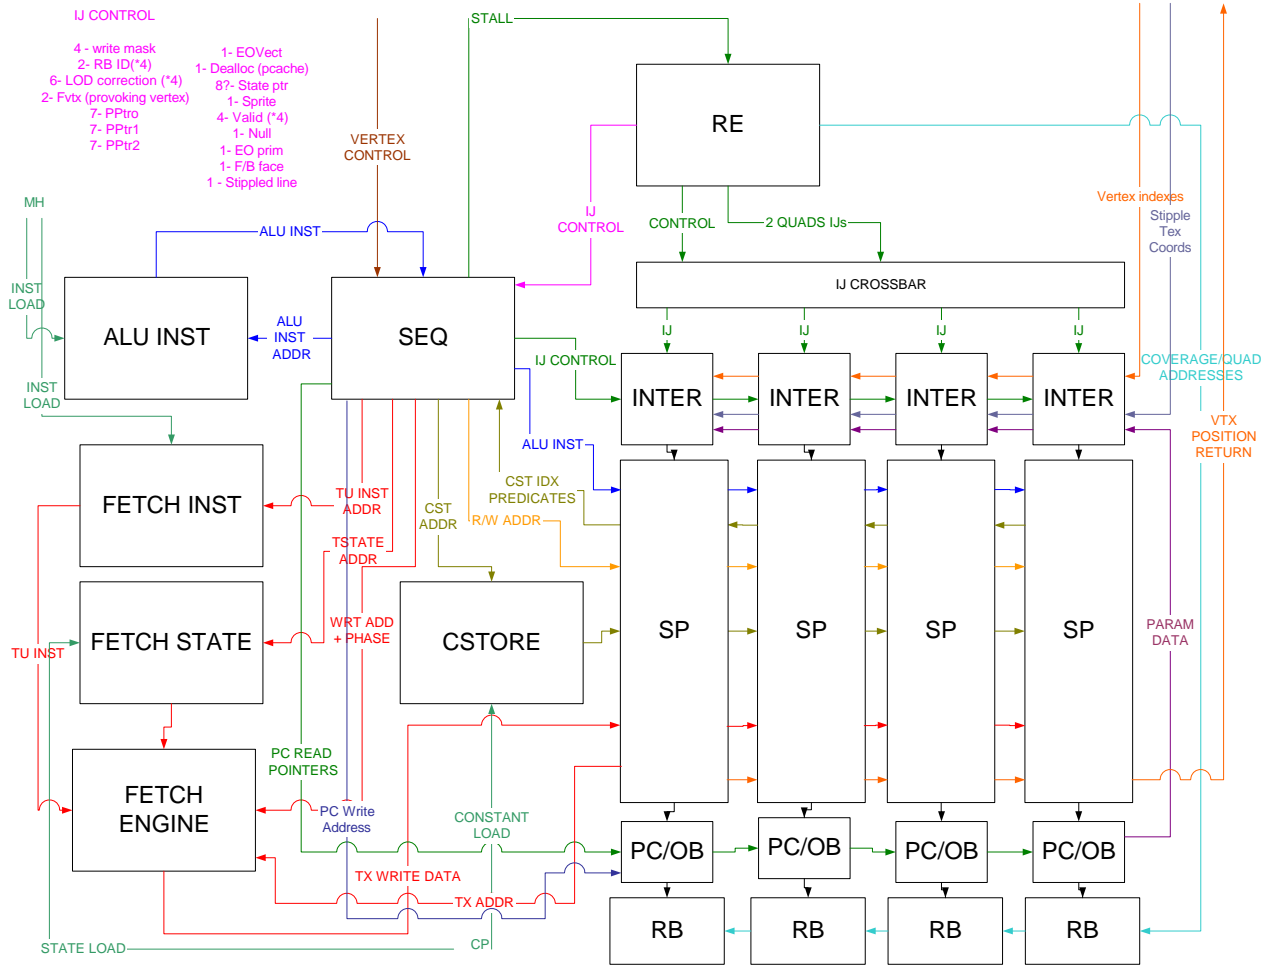 IJ CONTROL
4 - write mask
2- RB ID(*4)
6- LOD correction (*4)
2- Fvtx (provoking vertex)
7- PPtro
7- PPtr1
7- PPtr2
1- EOVect
1- Dealloc (pcache)
8?- State ptr
1- Sprite
4- Valid (*4)
1- Null
1- EO prim
1- F/B face
1 - Stippled line
STALL
RE
VERTEX
CONTROL
MH
IJ
CONTROL
CONTROL
2 QUADS IJs
Vertex indexes
Stipple
Tex
Coords
ALU INST
INST
LOAD
ALU INST
ALU
INST
ADDR
SEQ
IJ CROSSBAR
IJ
IJ
IJ
IJ
IJ CONTROL
INTER
INTER
INTER
INTER
COVERAGE/QUAD
ADDRESSES
INST
LOAD
VTX
POSITION
RETURN
ALU INST
FETCH INST
TU INST
ADDR
CST
ADDR
CST IDX
PREDICATES
R/W ADDR
TSTATE
ADDR
FETCH STATE
WRT ADD
+ PHASE
CSTORE
SP
SP
SP
SP
PARAM
DATA
TU INST
PC READ
POINTERS
FETCH
ENGINE
PC Write
Address
CONSTANT
LOAD
PC/OB
PC/OB
PC/OB
PC/OB
TX WRITE DATA
TX ADDR
STATE LOAD
CP
RB
RB
RB
RB